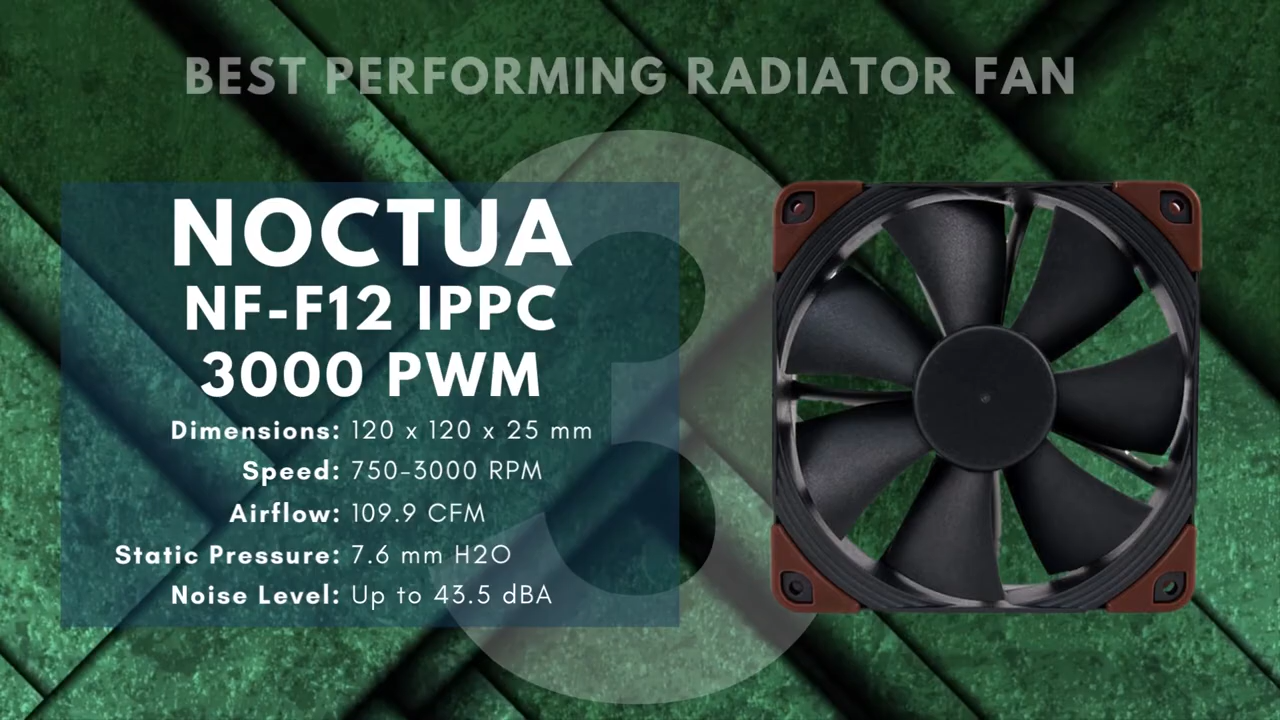 BEST PERFORMING RADIATOR FAN
3
NOCTUA
NF-F12 IPPC
3000 PWM
Dimensions: 120 x 120 x 25 mm
Speed: 750-3000 RPM
Airflow: 109.9 CFM
Static Pressure: 7.6 mm H2O
Noise Level: Up to 43.5 dBA